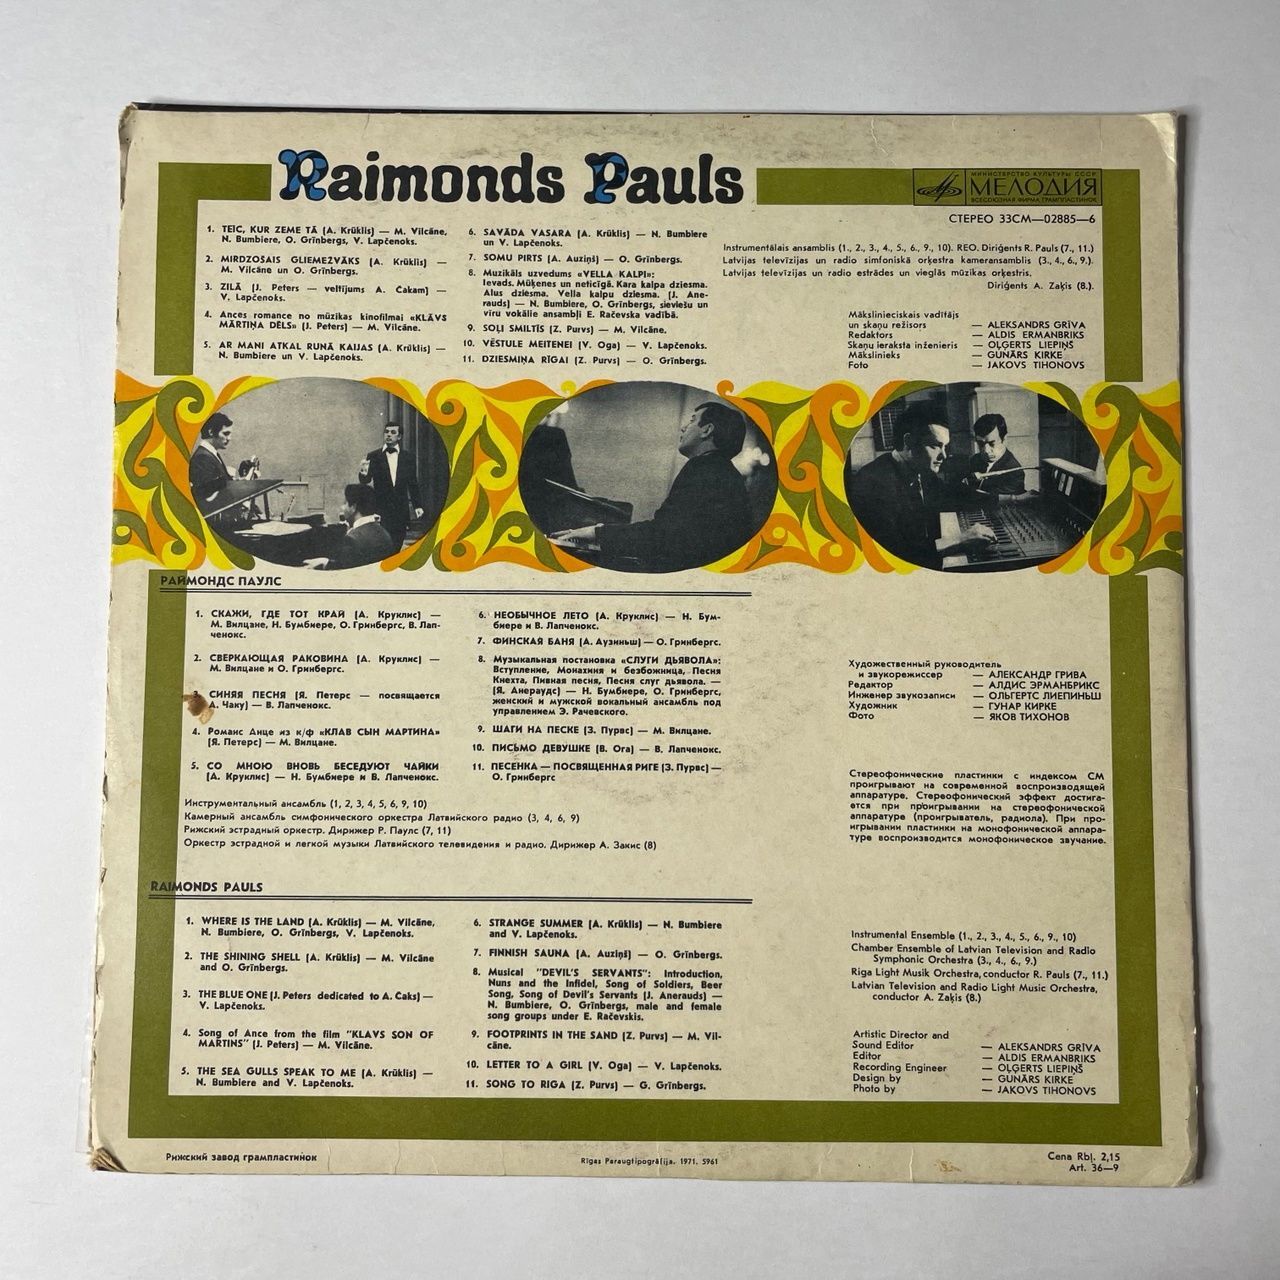 Raimonds Pauls
МИНИСТЕРСТВО КУЛЬТУРЫ СССР
МЕЛОДИЯ
ВСЕСОЮЗНАЯ ФИРМА ГРАМПЛАСТИНОК
СТЕРЕО 33СМ—02885—6
1. TEIC, KUR ZEME TĀ (A. Krūklis) — M. Vilcāne,
N. Bumbiere, O. Grīnbergs, V. Lapčenoks.
2. MIRDZOŠAIS GLIEMEŽVĀKS (A. Krūklis) —
M. Vilcāne un O. Grīnbergs.
3. ZILĀ (J. Peters — veltījums A. Čakam) —
V. Lapčenoks.
4. Ances romance no mūzikas kinofilmai «KLĀVS
MĀRTIŅA DĒLS» (J. Peters) — M. Vilcāne.
5. AR MANI ATKAL RUNĀ KAIJAS (A. Krūklis) —
N. Bumbiere un V. Lapčenoks.
6. SAVĀDA VASARA (A. Krūklis) — N. Bumbiere
un V. Lapčenoks.
7. SOMU PIRTS (A. Auziņš) — O. Grīnbergs.
8. Muzikāls uzvedums «VELLA KALPI»:
Ievads. Mūķenes un neticīgā. Kara kalpa dziesma.
Alus dziesma. Vella kalpu dziesma. (J. Ane-
rauds) — N. Bumbiere, O. Grīnbergs, sieviešu un
vīru vokālie ansambļi E. Račevska vadībā.
9. SOĻI SMILTĪS (Z. Purvs) — M. Vilcāne.
10. VĒSTULE MEITENEI (V. Oga) — V. Lapčenoks.
11. DZIESMIŅA RĪGAI (Z. Purvs) — O. Grīnbergs.
Instrumentālais ansamblis (1., 2., 3., 4., 5., 6., 9., 10). REO. Diriģents R. Pauls (7., 11.)
Latvijas televīzijas un radio simfoniskā orķestra kameransamblis (3., 4., 6., 9.).
Latvijas televīzijas un radio estrādes un vieglās mūzikas orķestris.
Diriģents A. Zaķis (8.).
Mākslinieciskais vadītājs
un skaņu režisors — ALEKSANDRS GRĪVA
Redaktors — ALDIS ERMANBRIKS
Skaņu ieraksta inženieris — OĻĢERTS LIEPIŅŠ
Mākslinieks — GUNĀRS KIRKE
Foto — JAKOVS TIHONOVS
РАЙМОНДС ПАУЛС
1. СКАЖИ, ГДЕ ТОТ КРАЙ (А. Круклис) —
М. Вилцане, Н. Бумбиере, О. Гринбергс, В. Лап-
ченокс.
2. СВЕРКАЮЩАЯ РАКОВИНА (А. Круклис) —
М. Вилцане и О. Гринбергс.
СИНЯЯ ПЕСНЯ (Я. Петерс — посвящается
А. Чаку) — В. Лапченокс.
4. Романс Анце из к/ф «КЛАВ СЫН МАРТИНА»
(Я. Петерс) — М. Вилцане.
5. СО МНОЮ ВНОВЬ БЕСЕДУЮТ ЧАЙКИ
(А. Круклис) — Н. Бумбиере и В. Лапченокс.
6. НЕОБЫЧНОЕ ЛЕТО (А. Круклис) — Н. Бум-
биере и В. Лапченокс.
7. ФИНСКАЯ БАНЯ (А. Аузиньш) — О. Гринбергс.
8. Музыкальная постановка «СЛУГИ ДЬЯВОЛА»:
Вступление, Монахиня и безбожница, Песня
Кнехта, Пивная песня, Песня слуг дьявола. —
(Я. Анераудс) — Н. Бумбиере, О. Гринбергс,
женский и мужской вокальный ансамбль под
управлением Э. Рачевского.
9. ШАГИ НА ПЕСКЕ (З. Пурвс) — М. Вилцане.
10. ПИСЬМО ДЕВУШКЕ (В. Ога) — В. Лапченокс.
11. ПЕСЕНКА — ПОСВЯЩЕННАЯ РИГЕ (З. Пурвс) —
О. Гринбергс
Инструментальный ансамбль (1, 2, 3, 4, 5, 6, 9, 10)
Камерный ансамбль симфонического оркестра Латвийского радио (3, 4, 6, 9)
Рижский эстрадный оркестр. Дирижер Р. Паулс (7, 11)
Оркестр эстрадной и легкой музыки Латвийского телевидения и радио. Дирижер А. Закис (8)
Художественный руководитель
и звукорежиссер — АЛЕКСАНДР ГРИВА
Редактор — АЛДИС ЭРМАНБРИКС
Инженер звукозаписи — ОЛЬГЕРТС ЛИЕПИНЬШ
Художник — ГУНАР КИРКЕ
Фото — ЯКОВ ТИХОНОВ
Стереофонические пластинки с индексом СМ
проигрывают на современной воспроизводящей
аппаратуре. Стереофонический эффект достига-
ется при проигрывании на стереофонической
аппаратуре (проигрыватель, радиола). При про-
игрывании пластинки на монофонической аппара-
туре воспроизводится монофоническое звучание.
RAIMONDS PAULS
1. WHERE IS THE LAND (A. Krūklis) — M. Vilcāne,
N. Bumbiere, O. Grīnbergs, V. Lapčenoks.
2. THE SHINING SHELL (A. Krūklis) — M. Vilcāne
and O. Grīnbergs.
3. THE BLUE ONE (J. Peters dedicated to A. Čaks) —
V. Lapčenoks.
4. Song of Ance from the film "KLAVS SON OF
MARTINS" (J. Peters) — M. Vilcāne.
5. THE SEA GULLS SPEAK TO ME (A. Krūklis) —
N. Bumbiere and V. Lapčenoks.
6. STRANGE SUMMER (A. Krūklis) — N. Bumbiere
and V. Lapčenoks.
7. FINNISH SAUNA (A. Auziņš) — O. Grīnbergs.
8. Musical "DEVIL'S SERVANTS": Introduction,
Nuns and the Infidel, Song of Soldiers, Beer
Song, Song of Devil's Servants (J. Anerauds) —
N. Bumbiere, O. Grīnbergs, male and female
song groups under E. Račevskis.
9. FOOTPRINTS IN THE SAND (Z. Purvs) — M. Vil-
cāne.
10. LETTER TO A GIRL (V. Oga) — V. Lapčenoks.
11. SONG TO RIGA (Z. Purvs) — G. Grīnbergs.
Instrumental Ensemble (1., 2., 3., 4., 5., 6., 9., 10)
Chamber Ensemble of Latvian Television and Radio
Symphonic Orchestra (3., 4., 6., 9.)
Riga Light Musik Orchestra, conductor R. Pauls (7., 11.)
Latvian Television and Radio Light Music Orchestra,
conductor A. Zaķis (8.)
Artistic Director and
Sound Editor — ALEKSANDRS GRĪVA
Editor — ALDIS ERMANBRIKS
Recording Engineer — OĻĢERTS LIEPIŅŠ
Design by — GUNĀRS KIRKE
Photo by — JAKOVS TIHONOVS
Рижский завод грампластинок
Rīgas Paraugtipogrāfija. 1971. 5961
Cena Rbļ. 2,15
Art. 36—9